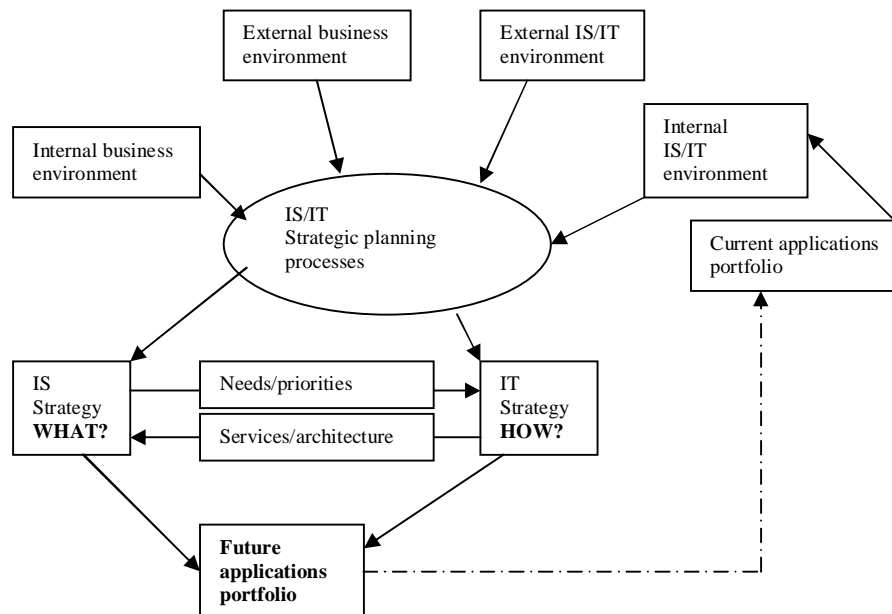 External business
environment
External IS/IT
environment
Internal business
environment
Internal
IS/IT
environment
IS/IT
Strategic planning
processes
Current applications
portfolio
IS
Strategy
WHAT?
Needs/priorities
Services/architecture
IT
Strategy
HOW?
Future
applications
portfolio